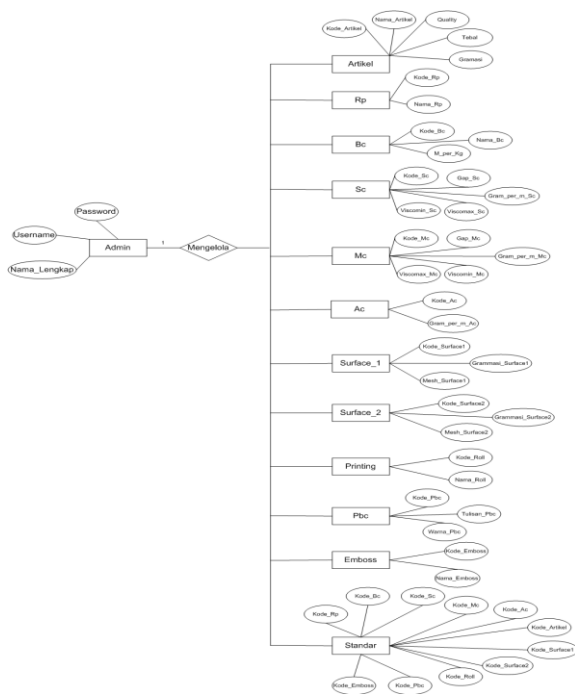 Nama_Artikel
Quality
Kode_Artikel
Tebal
Gramasi
Artikel
Kode_Rp
Rp
Nama_Rp
Kode_Bc
Nama_Bc
Bc
M_per_Kg
Kode_Sc
Gap_Sc
Sc
Gram_per_m_Sc
Viscomin_Sc
Viscomax_Sc
Password
Username
Admin
1
Mengelola
Nama_Lengkap
Kode_Mc
Gap_Mc
Mc
Gram_per_m_Mc
Viscomax_Mc
Viscomin_Mc
Kode_Ac
Ac
Gram_per_m_Ac
Kode_Surface1
Surface_1
Grammasi_Surface1
Mesh_Surface1
Kode_Surface2
Surface_2
Grammasi_Surface2
Mesh_Surface2
Kode_Roll
Printing
Nama_Roll
Kode_Pbc
Pbc
Tulisan_Pbc
Warna_Pbc
Kode_Emboss
Emboss
Nama_Emboss
Kode_Bc
Kode_Sc
Kode_Mc
Kode_Ac
Kode_Rp
Kode_Artikel
Standar
Kode_Surface1
Kode_Surface2
Kode_Roll
Kode_Emboss
Kode_Pbc